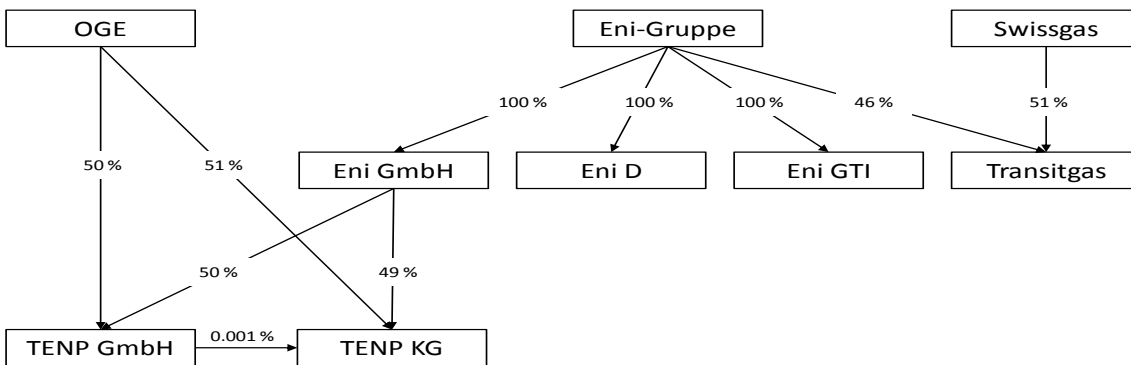 OGE
Eni-Gruppe
Swissgas
100 %
100 %
100 %
46 %
51 %
50 %
51 %
Eni GmbH
Eni D
Eni GTI
Transitgas
50 %
49 %
0.001 %
TENP GmbH
TENP KG